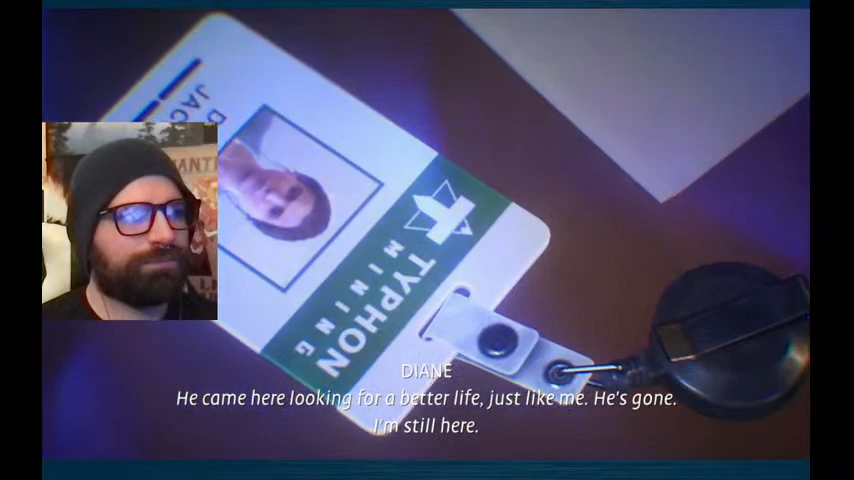 TYPHON
MINING
DIANE
He came here looking for a better life, just like me. He's gone.
I'm still here.